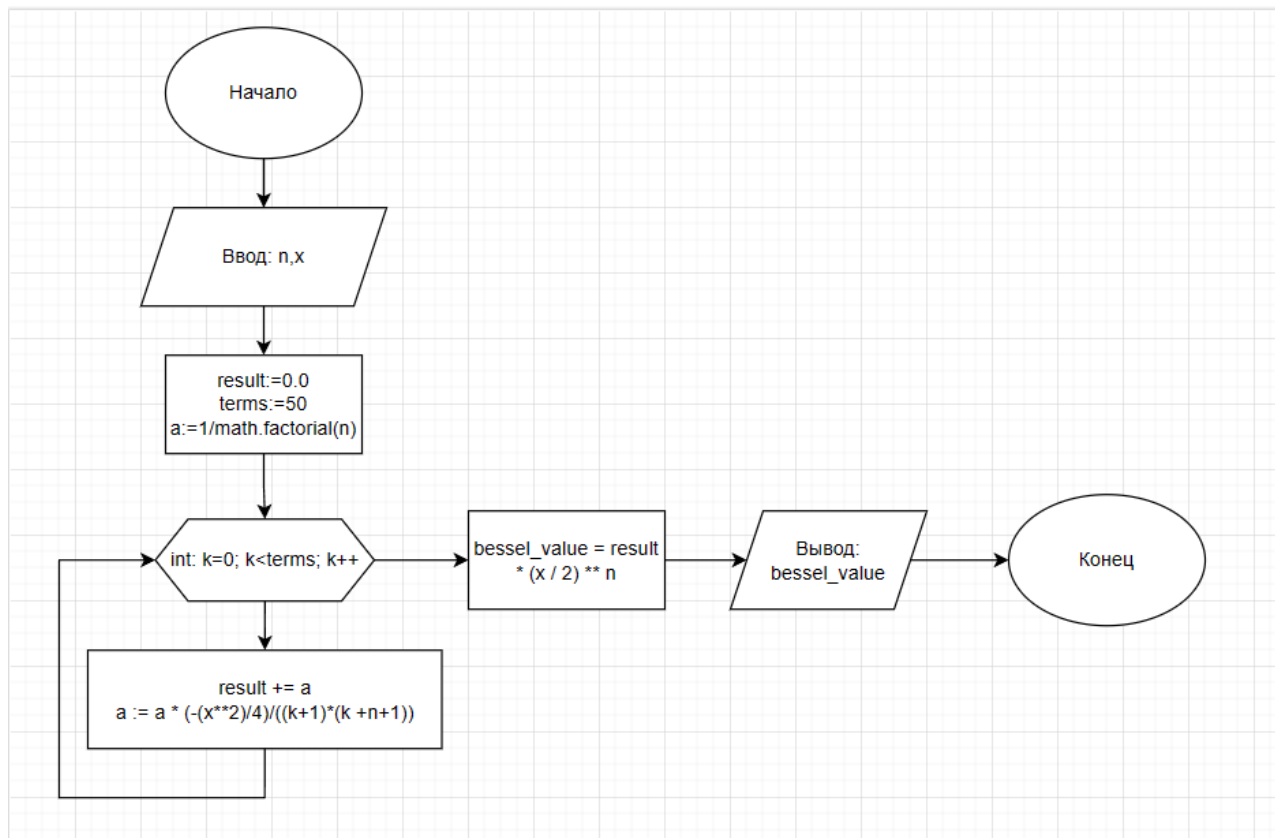 Начало
Ввод: n,x
result:=0.0
terms:=50
a:=1/math.factorial(n)
int: k=0; k<terms; k++
result += a
a := a * (-(x**2)/4)/((k+1)*(k +n+1))
bessel_value = result
* (x / 2) ** n
Вывод:
bessel_value
Конец